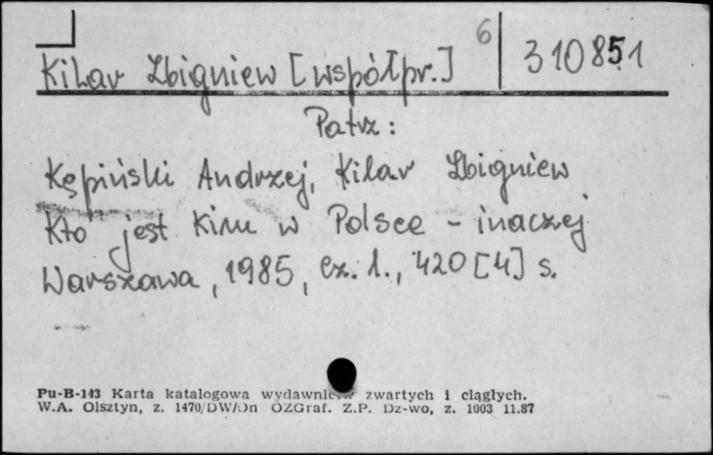 6
Kilar Zbigniew [współpr.] 310851
Patrz:
Kępiński Andrzej, Kilar Zbigniew
Kto jest kim w Polsce - inaczej
Warszawa, 1985, cz. 1., 420 [4] s.
Pu-B-143 Karta katalogowa wydawnictw zwartych i ciągłych.
W.A. Olsztyn, z. 1470/DW/On OZGraf. Z.P. Dz-wo, z. 1003 11.87